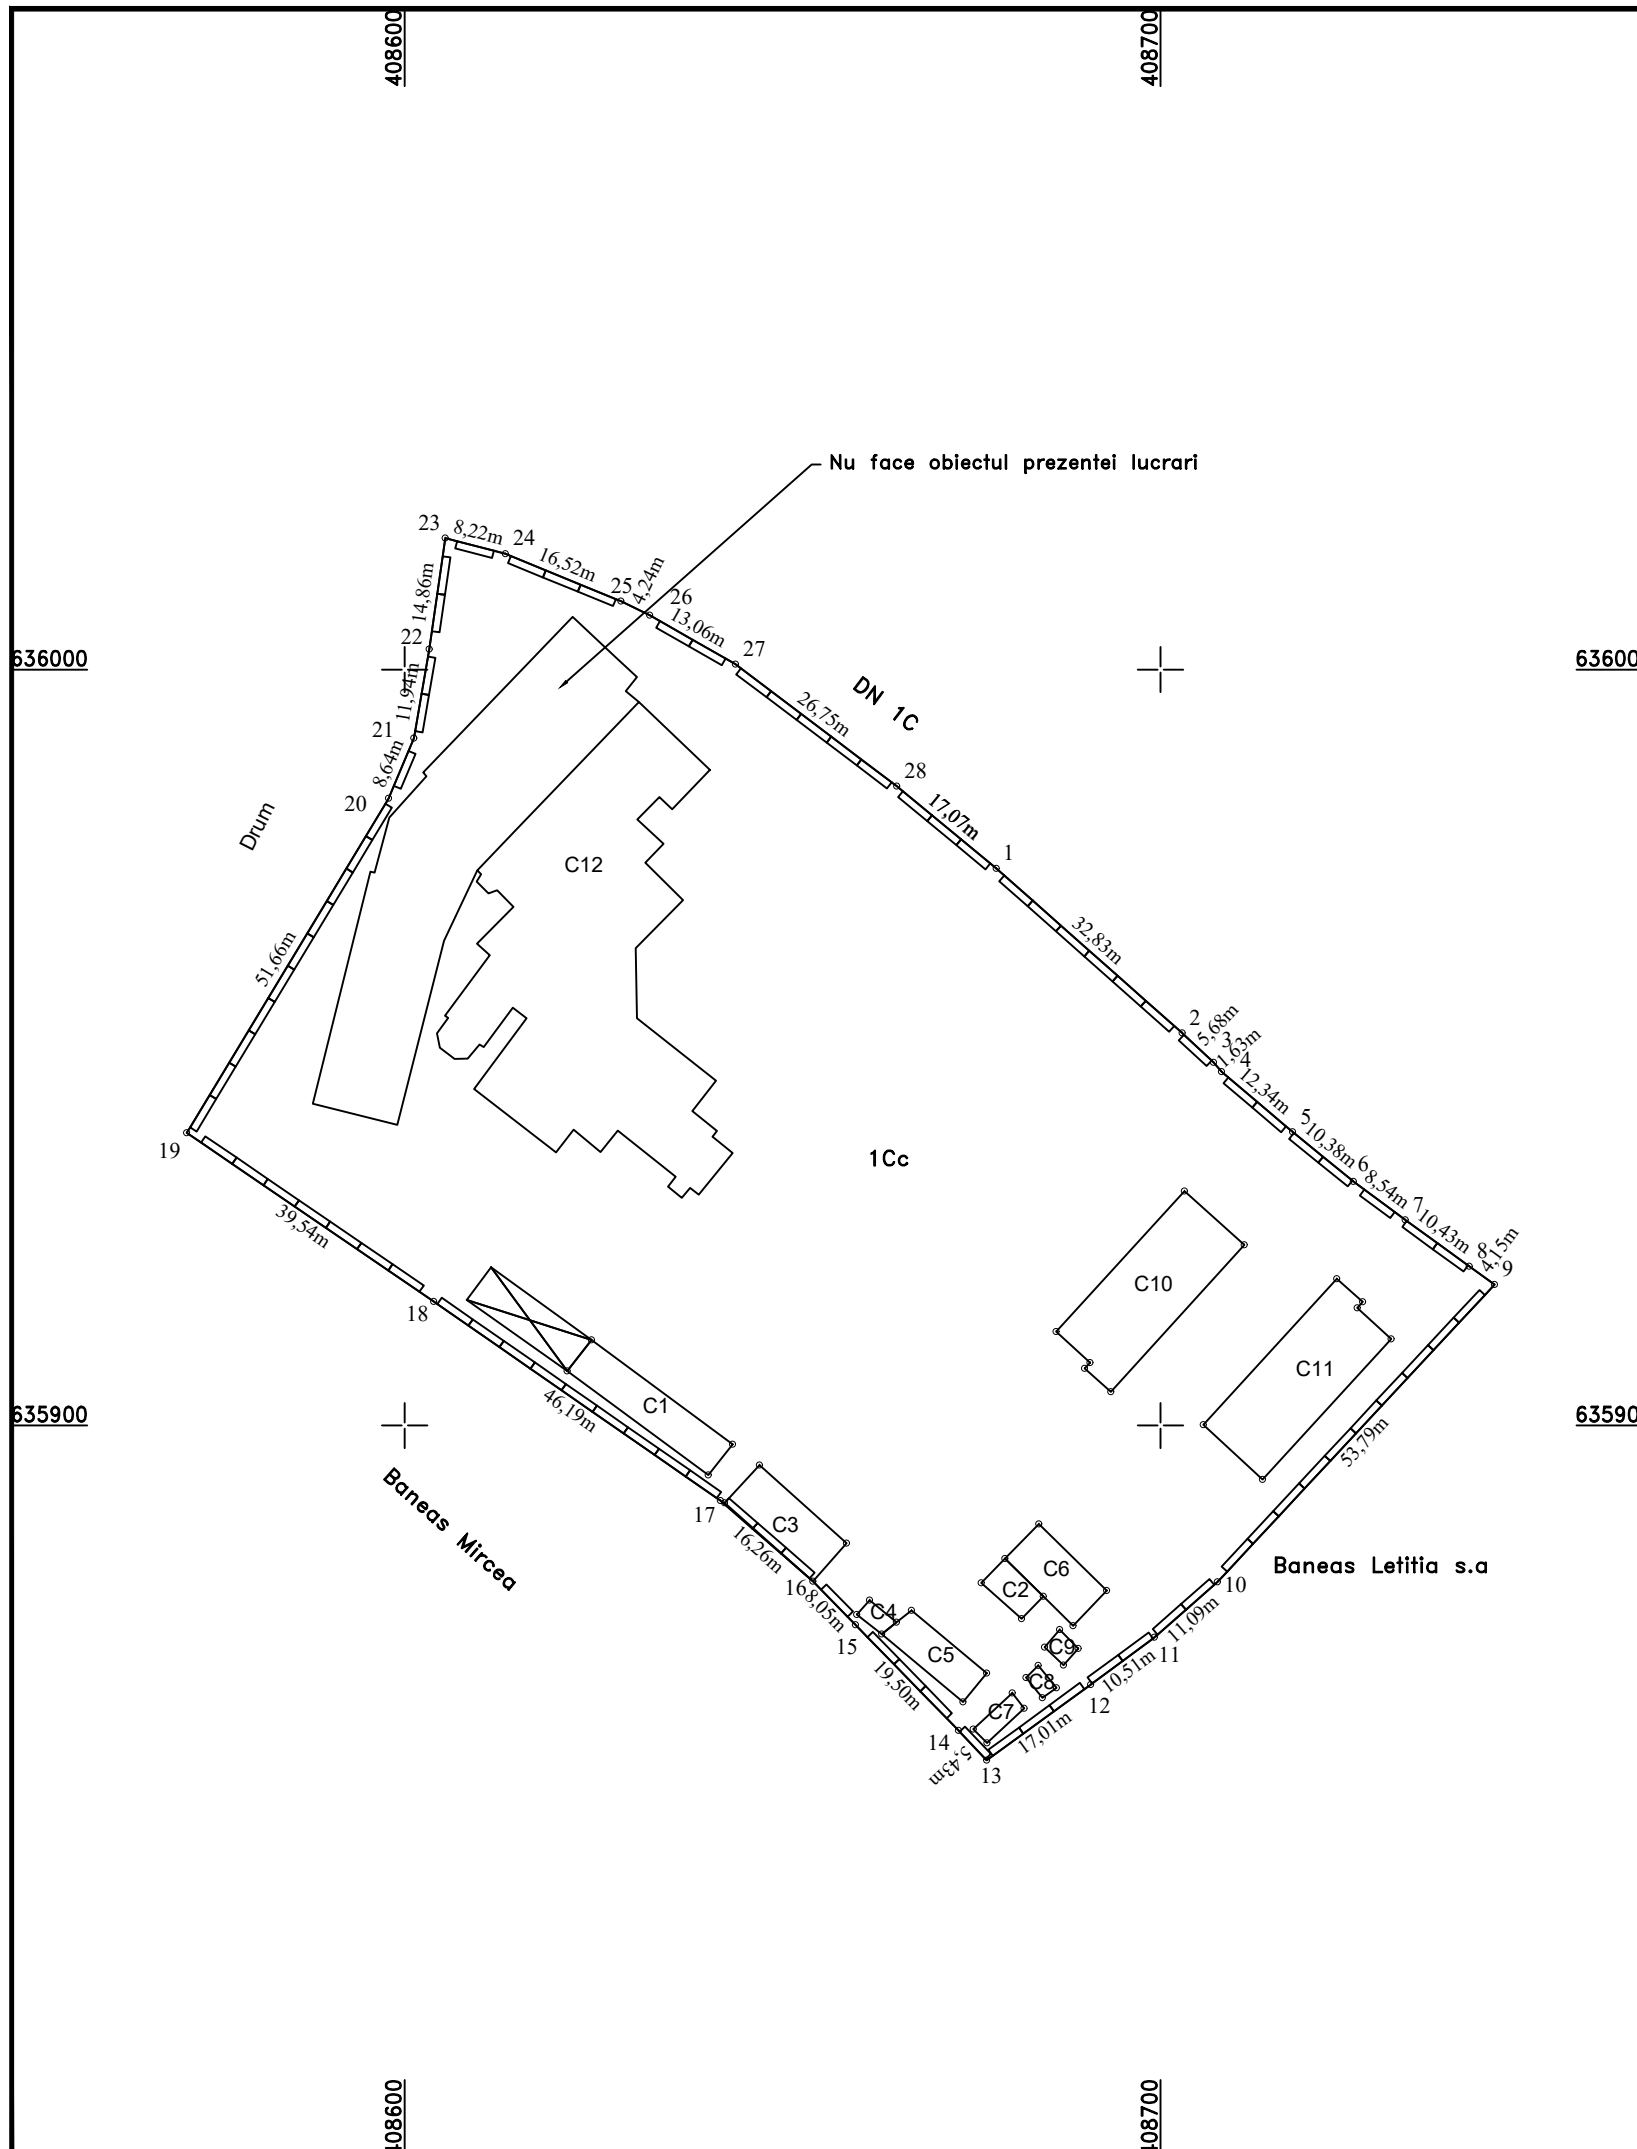 408600
408700
Nu face obiectul prezentei lucrari
23
8,22m
24
16,52m
25
4,24m
26
13,06m
27
14,86m
22
636000
63600
11,94m
DN 1C
26,75m
21
8,64m
28
20
Drum
17,07m
1
C12
32,83m
51,66m
2
5,68m
3
1,63m
4
12,34m
5
10,38m
19
1Cc
6
8,54m
7
10,43m
39,54m
8
4,15m
9
C10
18
C11
C1
46,19m
635900
63590
53,79m
Baneas Mircea
17
C3
16,26m
C6
Baneas Letitia s.a
16
8,05m
C2
10
C4
11,09m
15
C5
C9
11
19,50m
C8
10,51m
12
C7
14
17,01m
5,43m
13
408600
408700